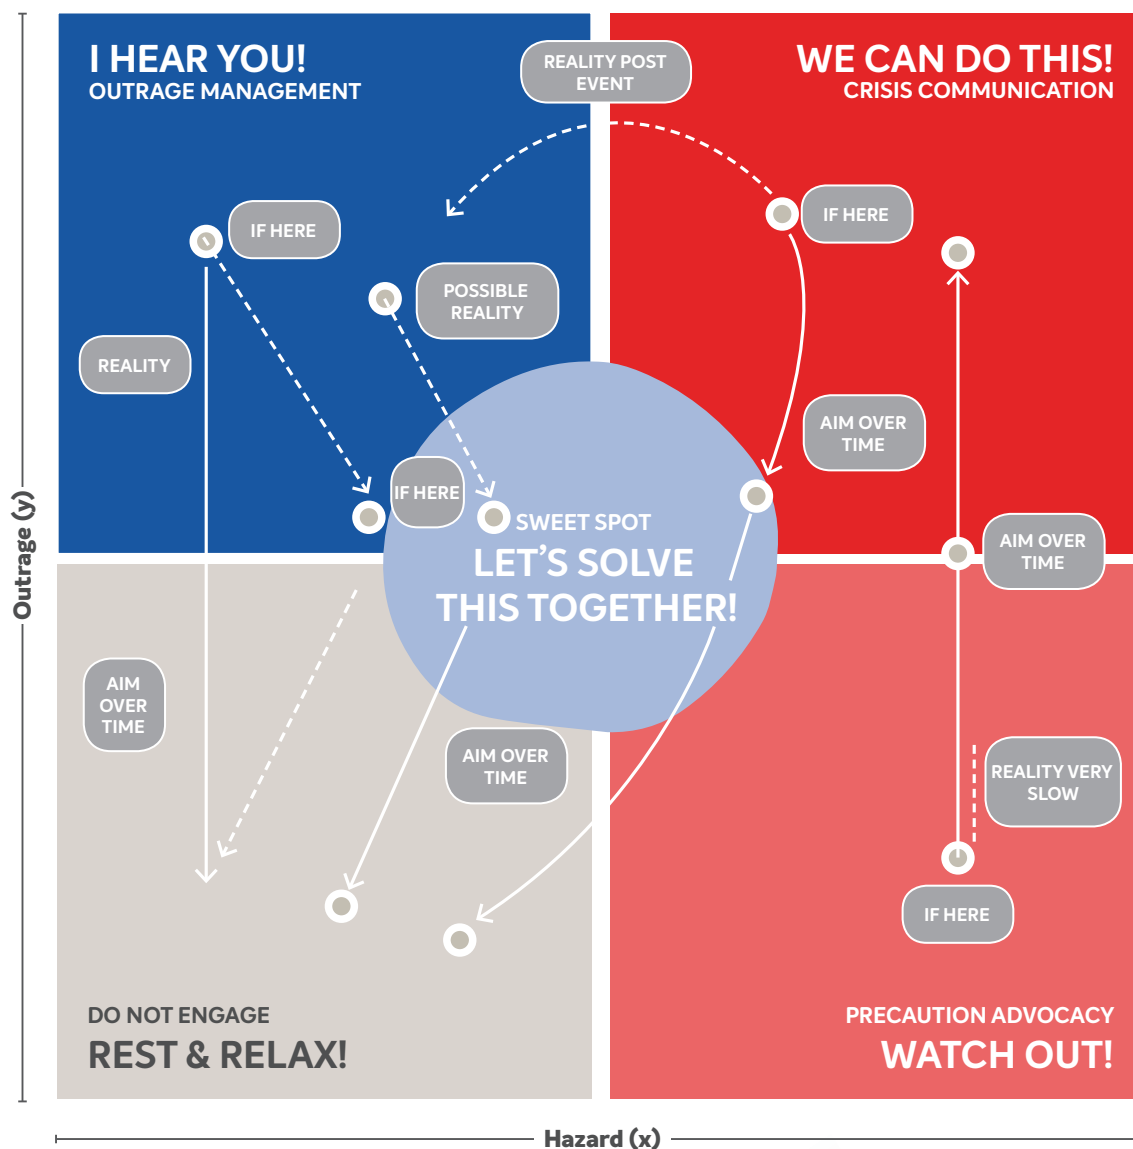 I HEAR YOU!
OUTRAGE MANAGEMENT
REALITY POST
EVENT
WE CAN DO THIS!
CRISIS COMMUNICATION
IF HERE
IF HERE
POSSIBLE
REALITY
REALITY
AIM OVER
TIME
IF HERE
SWEET SPOT
LET’S SOLVE
THIS TOGETHER!
AIM OVER
TIME
Outrage (y)
AIM
OVER
TIME
AIM OVER
TIME
REALITY VERY
SLOW
IF HERE
DO NOT ENGAGE
REST & RELAX!
PRECAUTION ADVOCACY
WATCH OUT!
Hazard (x)